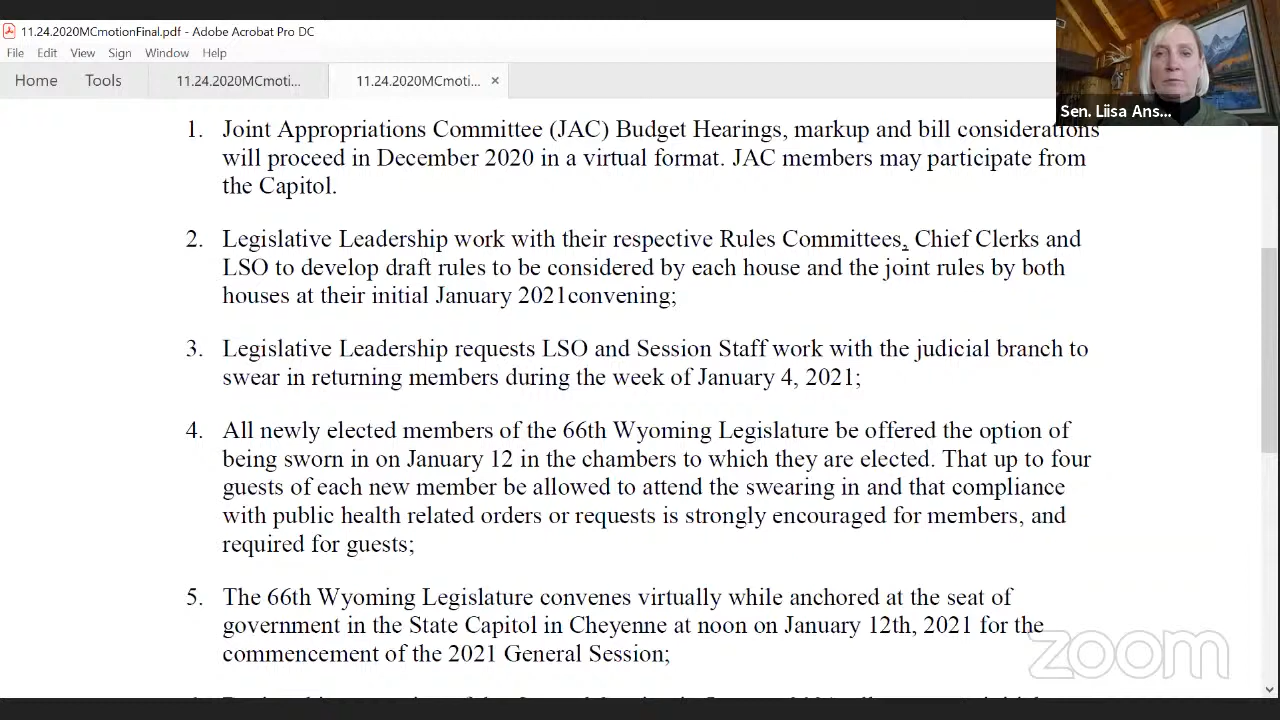 11.24.2020MCmotionFinal.pdf - Adobe Acrobat Pro DC
File Edit View Sign Window Help
Home Tools 11.24.2020MCmoti... 11.24.2020MCmoti... ×
Sen. Liisa Ans...
1. Joint Appropriations Committee (JAC) Budget Hearings, markup and bill considerations
will proceed in December 2020 in a virtual format. JAC members may participate from
the Capitol.
2. Legislative Leadership work with their respective Rules Committees, Chief Clerks and
LSO to develop draft rules to be considered by each house and the joint rules by both
houses at their initial January 2021convening;
3. Legislative Leadership requests LSO and Session Staff work with the judicial branch to
swear in returning members during the week of January 4, 2021;
4. All newly elected members of the 66th Wyoming Legislature be offered the option of
being sworn in on January 12 in the chambers to which they are elected. That up to four
guests of each new member be allowed to attend the swearing in and that compliance
with public health related orders or requests is strongly encouraged for members, and
required for guests;
5. The 66th Wyoming Legislature convenes virtually while anchored at the seat of
government in the State Capitol in Cheyenne at noon on January 12th, 2021 for the
commencement of the 2021 General Session;
zoom